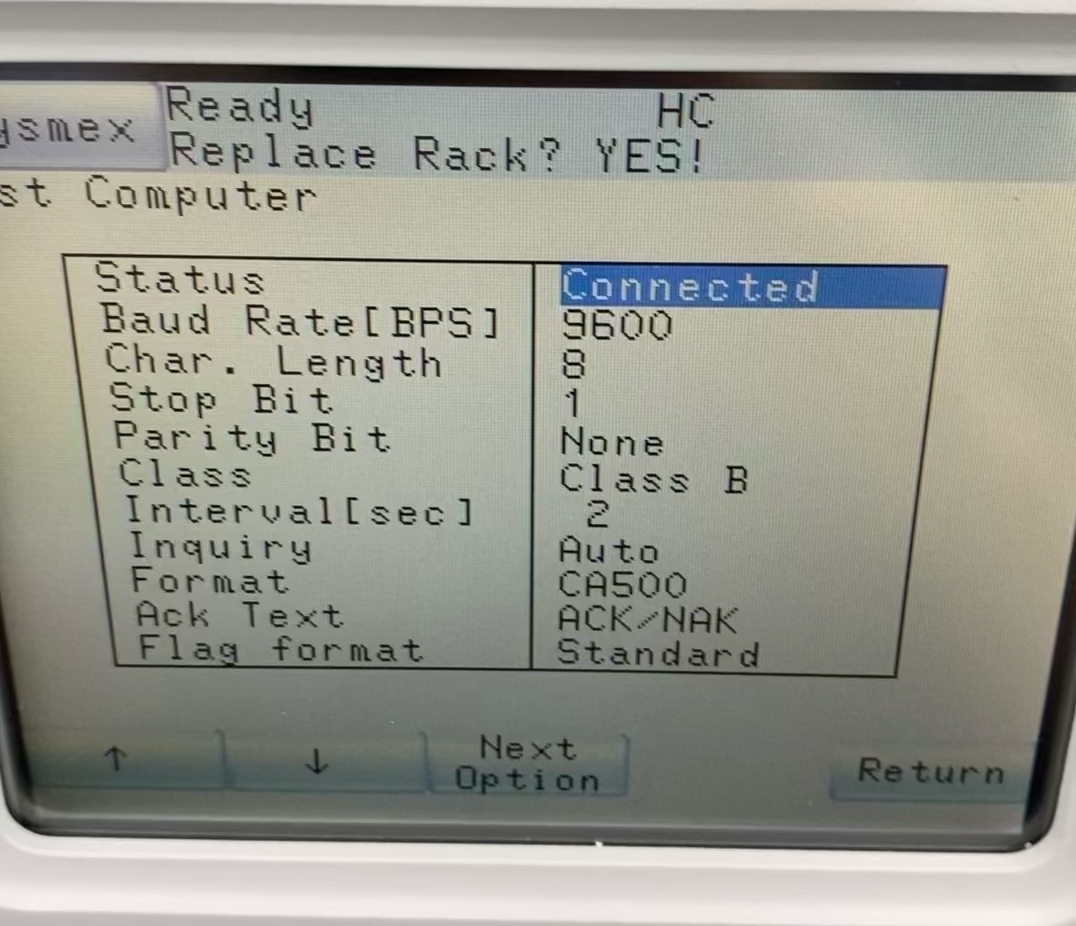 ysmex
Ready HC
Replace Rack? YES!
st Computer
Status Connected
Baud Rate[BPS] 9600
Char. Length 8
Stop Bit 1
Parity Bit None
Class Class B
Interval[sec] 2
Inquiry Auto
Format CA500
Ack Text ACK/NAK
Flag format Standard
↑ ↓ Next Option Return